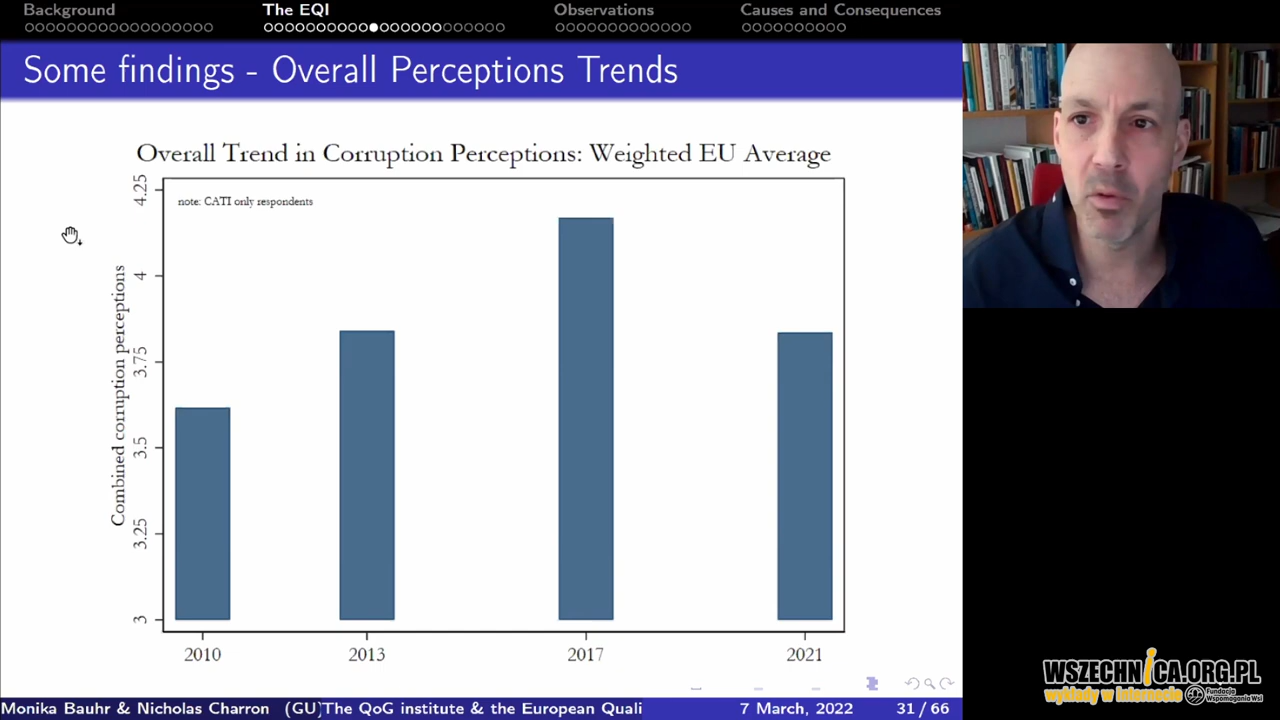 Background The EQI Observations Causes and Consequences
Some findings - Overall Perceptions Trends
Overall Trend in Corruption Perceptions: Weighted EU Average
note: CATI only respondents
Combined corruption perceptions
4.25
4
3.75
3.5
3.25
3
2010 2013 2017 2021
Monika Bauhr & Nicholas Charron (GU) The QoG institute & the European Quali 7 March, 2022 31 / 66
WSZECHNICA.ORG.PL
wykłady w internecie
Fundacja
Wspomagania Wsi